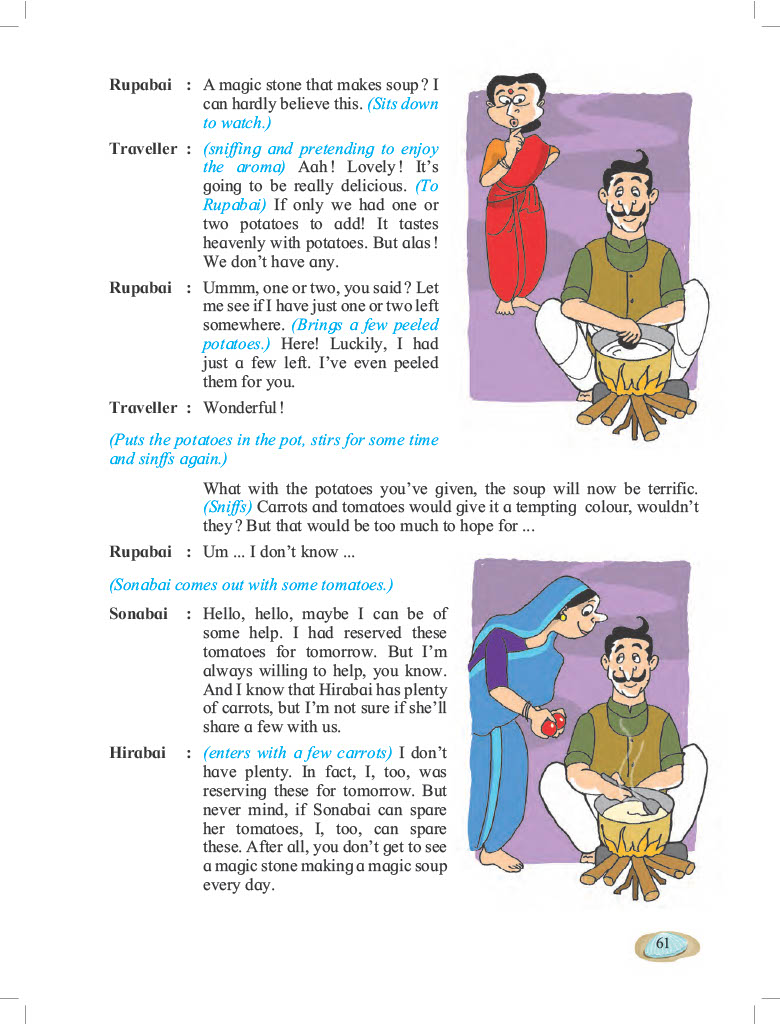 Rupabai : A magic stone that makes soup? I
can hardly believe this. (Sits down
to watch.)
Traveller : (sniffing and pretending to enjoy
the aroma) Aah! Lovely! It's
going to be really delicious. (To
Rupabai) If only we had one or
two potatoes to add! It tastes
heavenly with potatoes. But alas!
We don't have any.
Rupabai : Ummm, one or two, you said? Let
me see if I have just one or two left
somewhere. (Brings a few peeled
potatoes.) Here! Luckily, I had
just a few left. I've even peeled
them for you.
Traveller : Wonderful!
(Puts the potatoes in the pot, stirs for some time
and sinffs again.)
What with the potatoes you've given, the soup will now be terrific.
(Sniffs) Carrots and tomatoes would give it a tempting colour, wouldn't
they? But that would be too much to hope for ...
Rupabai : Um ... I don't know ...
(Sonabai comes out with some tomatoes.)
Sonabai : Hello, hello, maybe I can be of
some help. I had reserved these
tomatoes for tomorrow. But I'm
always willing to help, you know.
And I know that Hirabai has plenty
of carrots, but I'm not sure if she'll
share a few with us.
Hirabai : (enters with a few carrots) I don't
have plenty. In fact, I, too, was
reserving these for tomorrow. But
never mind, if Sonabai can spare
her tomatoes, I, too, can spare
these. After all, you don't get to see
a magic stone making a magic soup
every day.
61